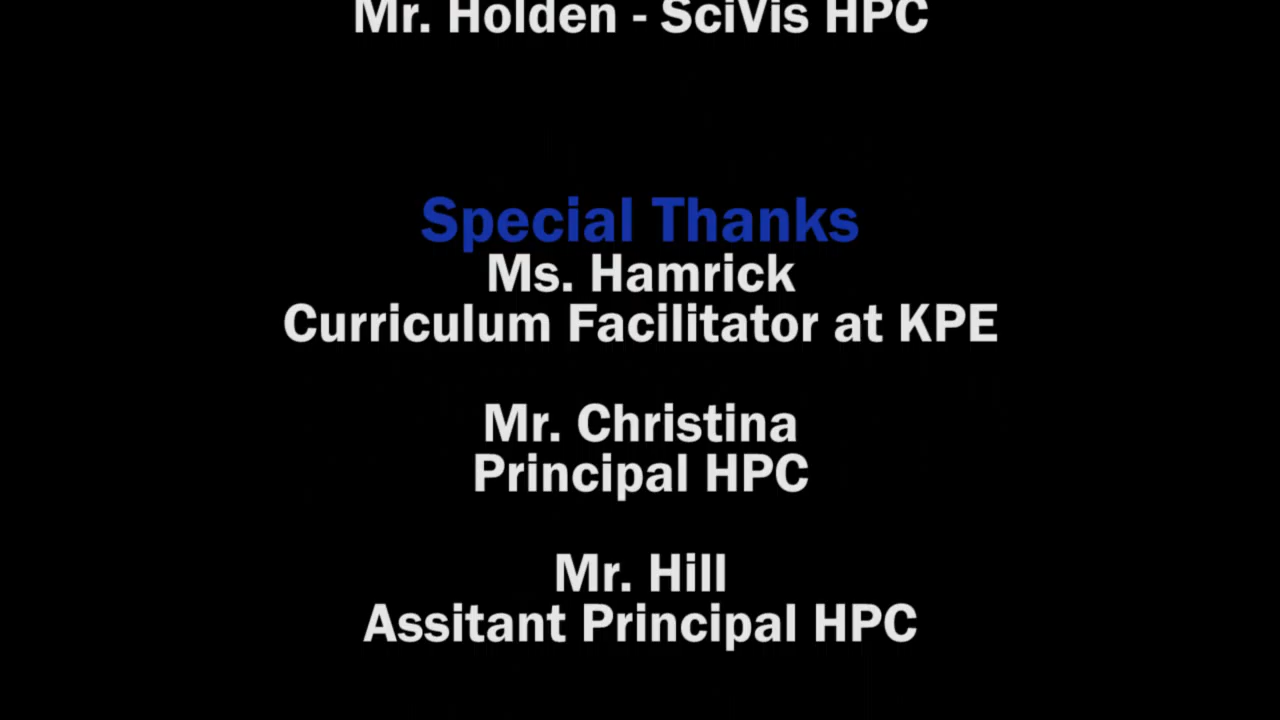 Mr. Holden - SciVis HPC
Special Thanks
Ms. Hamrick
Curriculum Facilitator at KPE
Mr. Christina
Principal HPC
Mr. Hill
Assitant Principal HPC